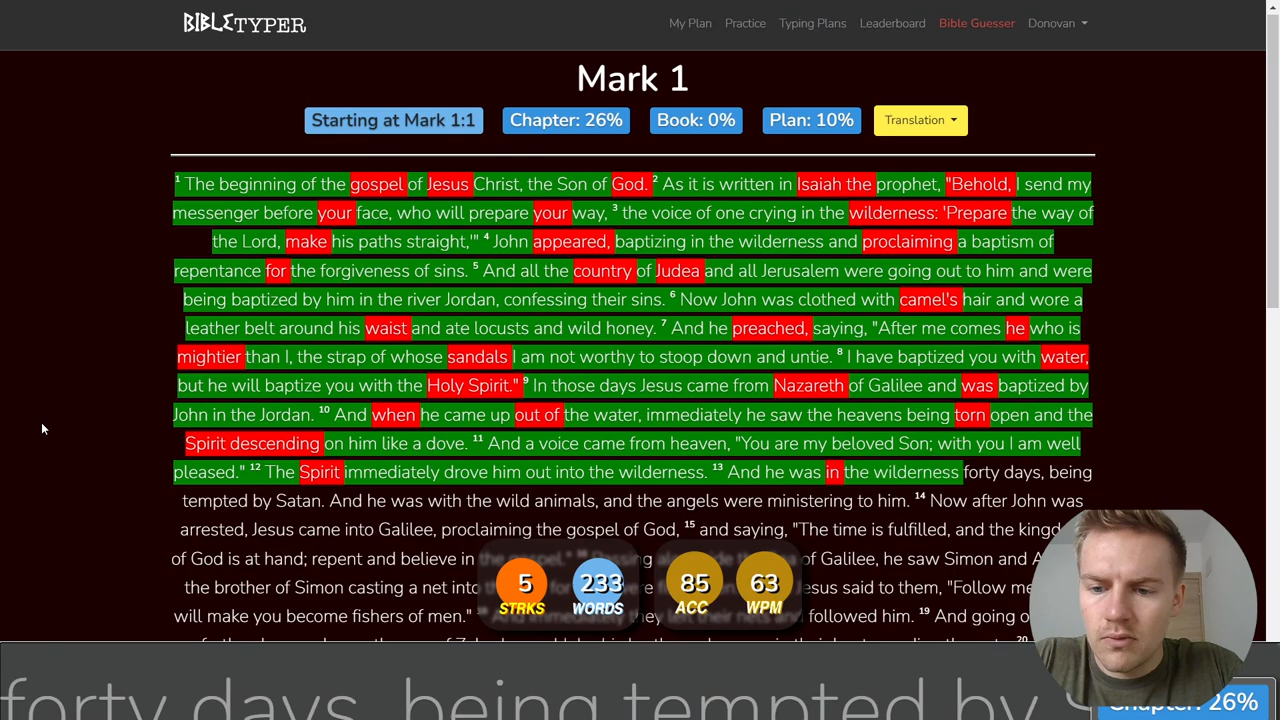 BIBLETYPER
My Plan Practice Typing Plans Leaderboard Bible Guesser Donovan
Mark 1
Starting at Mark 1:1 Chapter: 26% Book: 0% Plan: 10% Translation
1 The beginning of the gospel of Jesus Christ, the Son of God. 2 As it is written in Isaiah the prophet, "Behold, I send my
messenger before your face, who will prepare your way, 3 the voice of one crying in the wilderness: 'Prepare the way of
the Lord, make his paths straight,'" 4 John appeared, baptizing in the wilderness and proclaiming a baptism of
repentance for the forgiveness of sins. 5 And all the country of Judea and all Jerusalem were going out to him and were
being baptized by him in the river Jordan, confessing their sins. 6 Now John was clothed with camel's hair and wore a
leather belt around his waist and ate locusts and wild honey. 7 And he preached, saying, "After me comes he who is
mightier than I, the strap of whose sandals I am not worthy to stoop down and untie. 8 I have baptized you with water,
but he will baptize you with the Holy Spirit." 9 In those days Jesus came from Nazareth of Galilee and was baptized by
John in the Jordan. 10 And when he came up out of the water, immediately he saw the heavens being torn open and the
Spirit descending on him like a dove. 11 And a voice came from heaven, "You are my beloved Son; with you I am well
pleased." 12 The Spirit immediately drove him out into the wilderness. 13 And he was in the wilderness forty days, being
tempted by Satan. And he was with the wild animals, and the angels were ministering to him. 14 Now after John was
arrested, Jesus came into Galilee, proclaiming the gospel of God, 15 and saying, "The time is fulfilled, and the
of God is at hand; repent and believe in the gospel." of Galilee, he saw Simon and
the brother of Simon casting a net into said to them, "Follow
will make you become fishers of men." followed him. 19 And going
5 STRKS 233 WORDS 85 ACC 63 WPM
forty days, being tempted by
Chapter: 26%